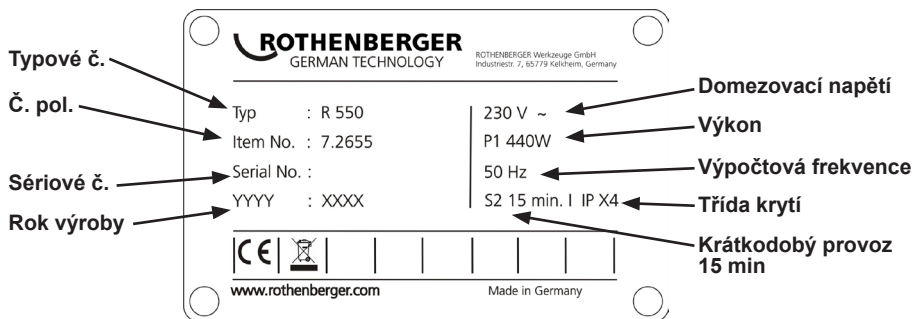 ROTHENBERGER
GERMAN TECHNOLOGY
ROTHENBERGER Werkzeuge GmbH
Industriestr. 7, 65779 Kelkheim, Germany
Typové č.
Č. pol.
Sériové č.
Rok výroby
Typ : R 550
Item No. : 7.2655
Serial No. :
YYYY : XXXX
230 V ~
P1 440W
50 Hz
S2 15 min. I IP X4
Domezovací napětí
Výkon
Výpočtová frekvence
Třída krytí
Krátkodobý provoz
15 min
CE
www.rothenberger.com
Made in Germany